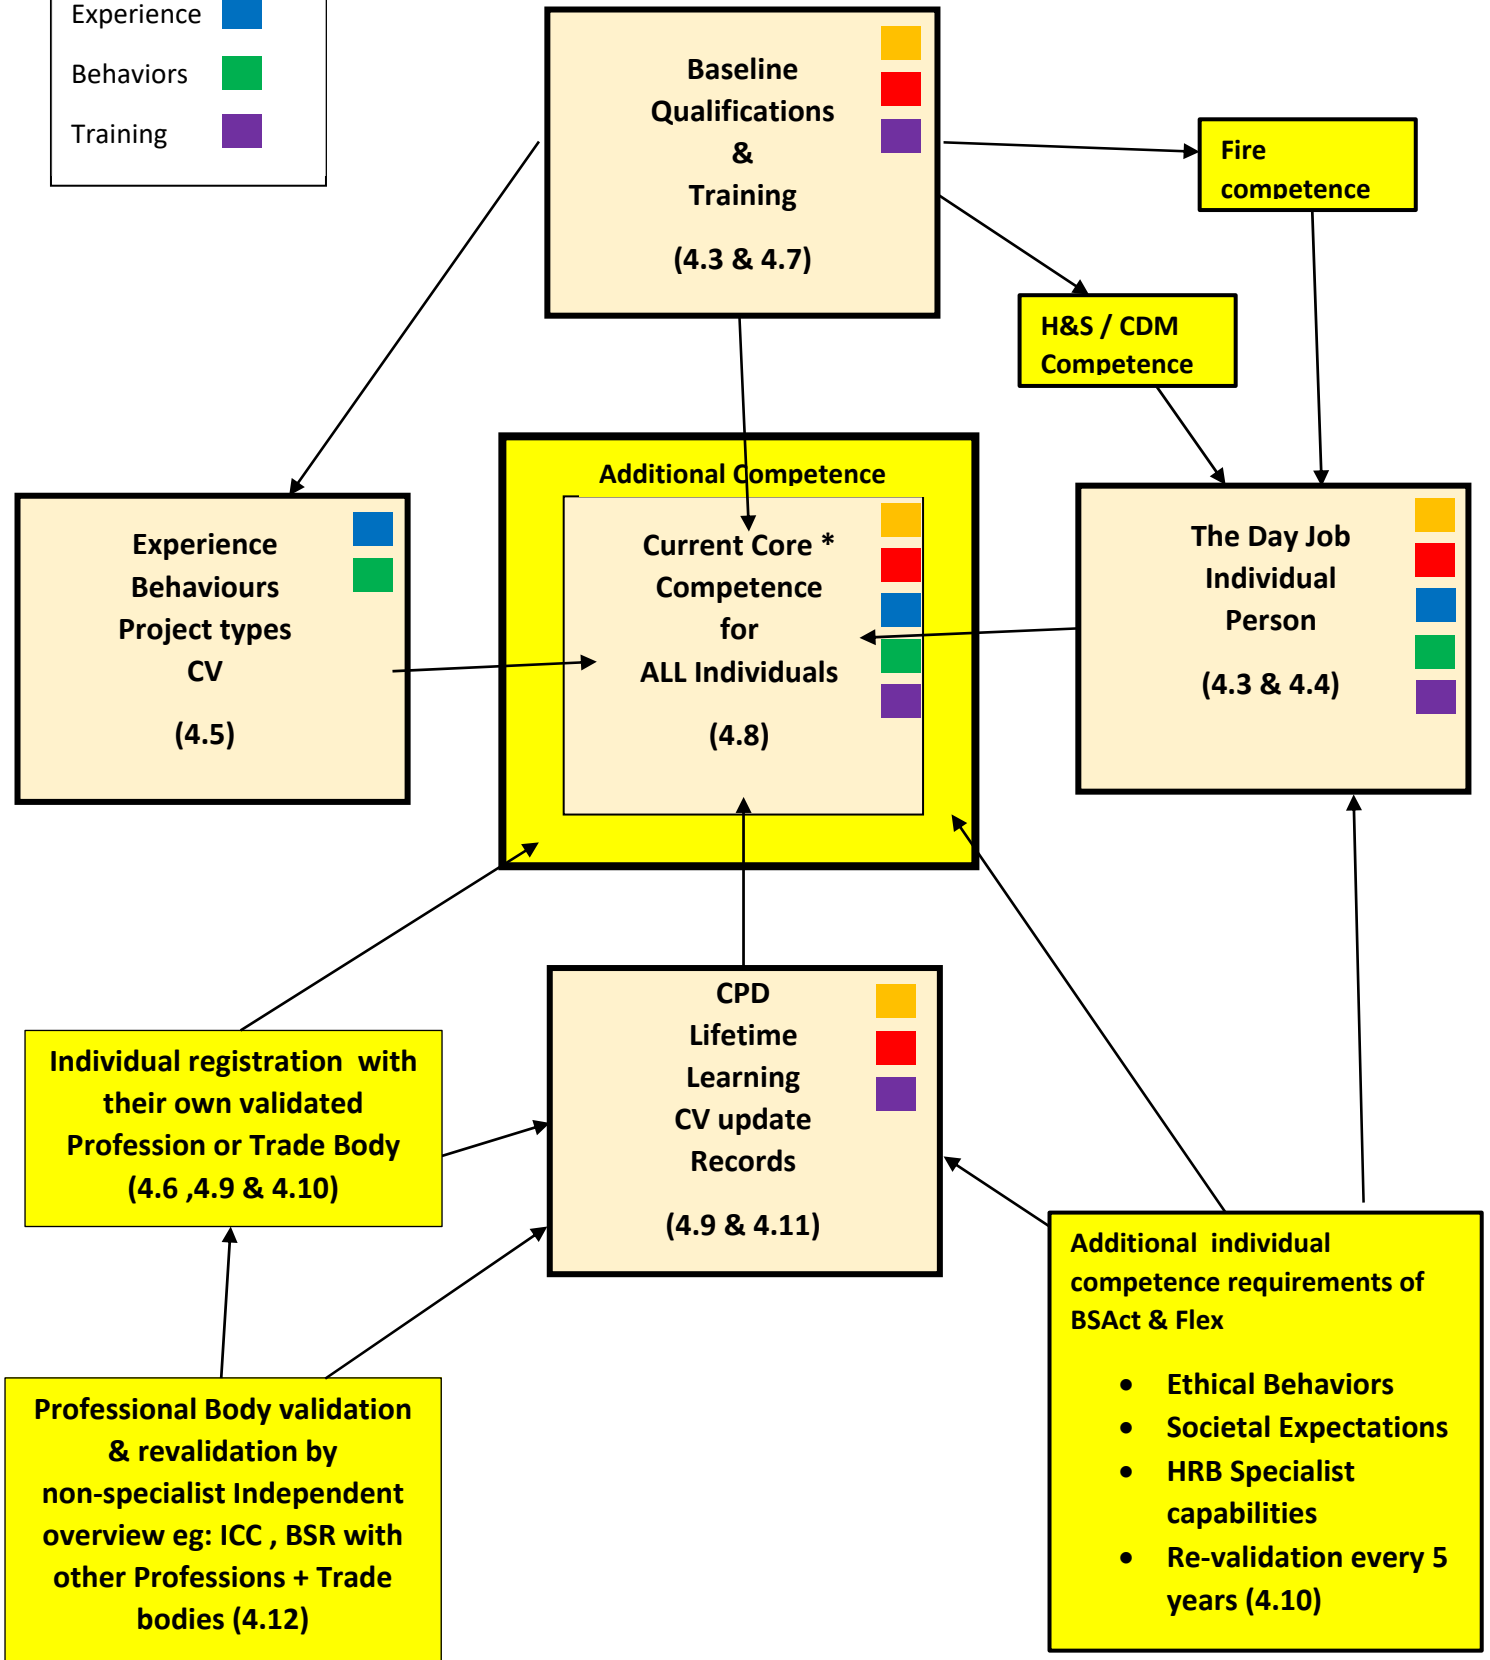 Experience
Behaviors
Training
Baseline
Qualifications
&
Training
(4.3 & 4.7)
Fire
competence
H&S / CDM
Competence
Additional Competence
Experience
Behaviours
Project types
CV
(4.5)
Current Core *
Competence
for
ALL Individuals
(4.8)
The Day Job
Individual
Person
(4.3 & 4.4)
CPD
Lifetime
Learning
CV update
Records
(4.9 & 4.11)
Individual registration  with
their own validated
Profession or Trade Body
(4.6 ,4.9 & 4.10)
Additional  individual
competence requirements of
BSAct & Flex
• Ethical Behaviors
• Societal Expectations
• HRB Specialist
capabilities
• Re-validation every 5
years (4.10)
Professional Body validation
& revalidation by
non-specialist Independent
overview eg: ICC , BSR with
other Professions + Trade
bodies (4.12)